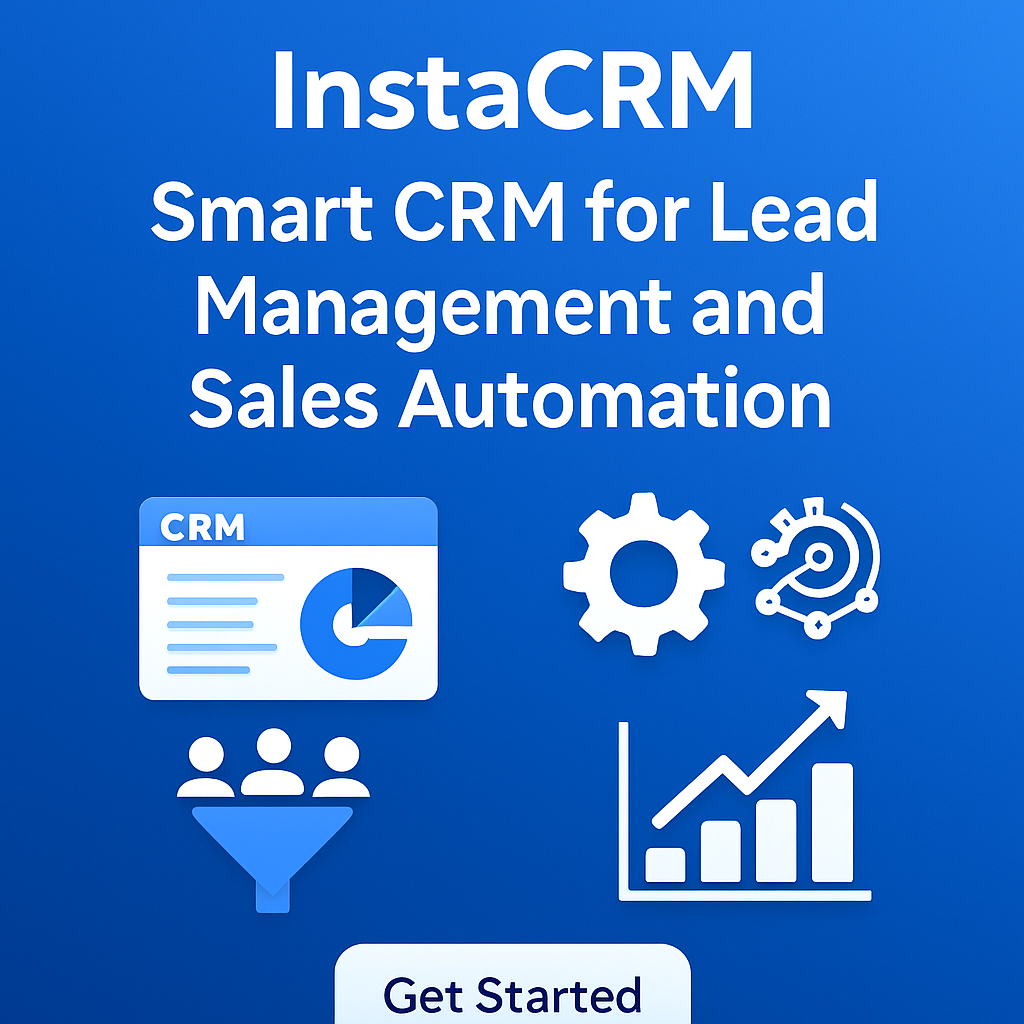 InstaCRM
Smart CRM for Lead
Management and
Sales Automation
CRM
Get Started